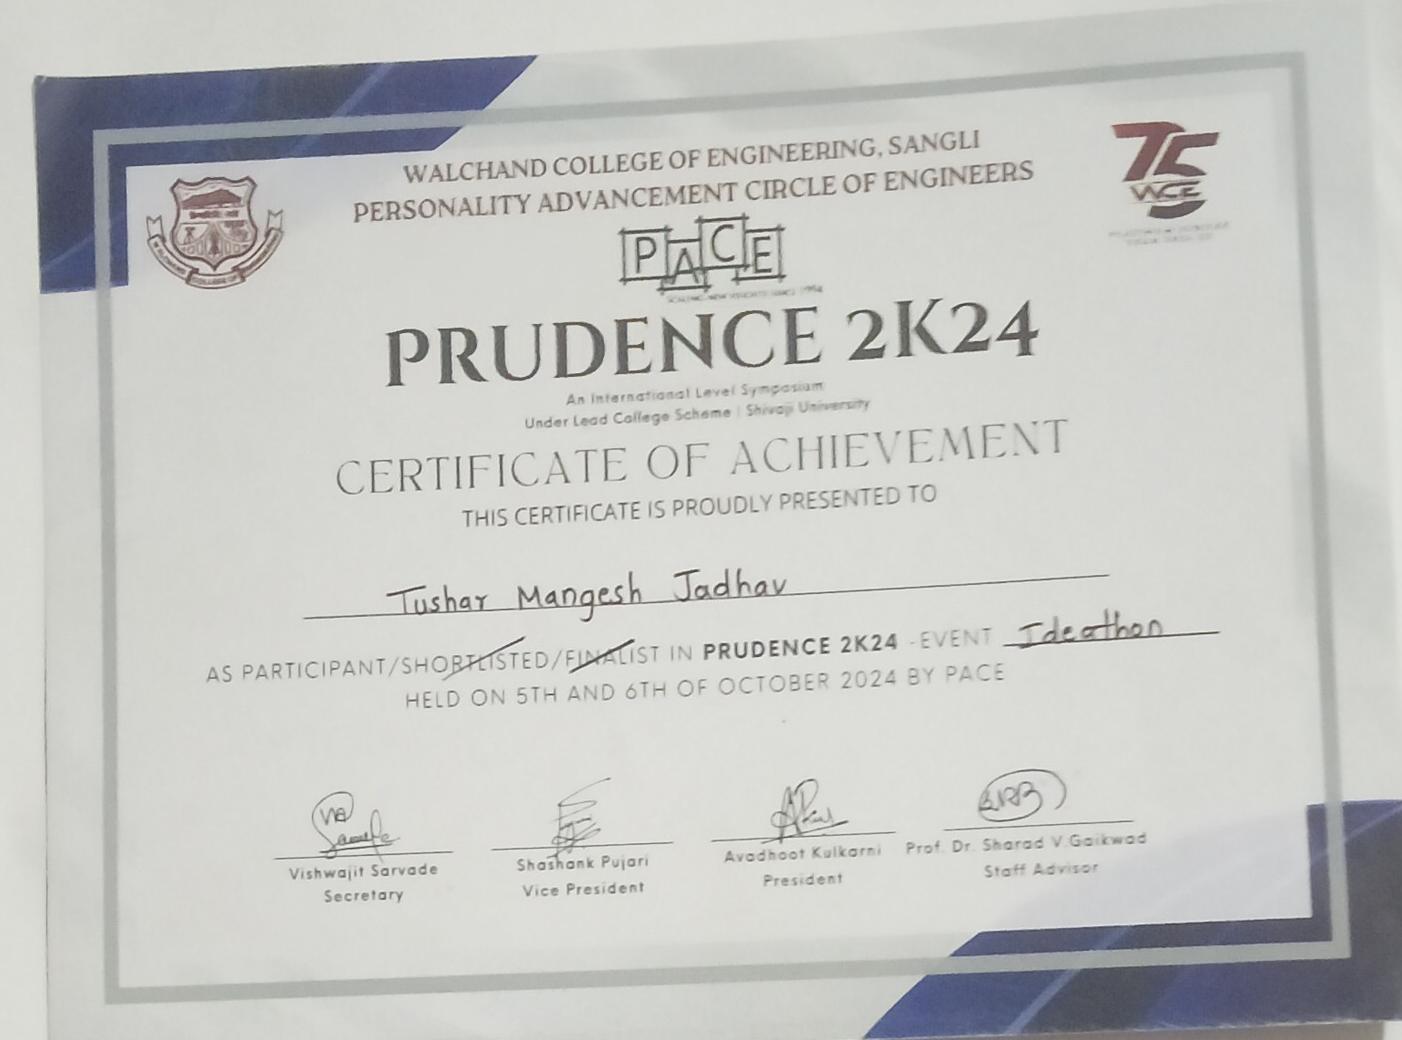 WALCHAND COLLEGE OF ENGINEERING, SANGLI
PERSONALITY ADVANCEMENT CIRCLE OF ENGINEERS
75
WCE
PACE
PRUDENCE 2K24
An International Level Symposium
Under Lead College Scheme | Shivaji University
CERTIFICATE OF ACHIEVEMENT
THIS CERTIFICATE IS PROUDLY PRESENTED TO
Tushar Mangesh Jadhav
AS PARTICIPANT/SHORTLISTED/FINALIST IN PRUDENCE 2K24 - EVENT Ideathon
HELD ON 5TH AND 6TH OF OCTOBER 2024 BY PACE
Vishwajit Sarvade
Secretary
Shashank Pujari
Vice President
Avadhoot Kulkarni
President
Prof. Dr. Sharad V.Gaikwad
Staff Advisor